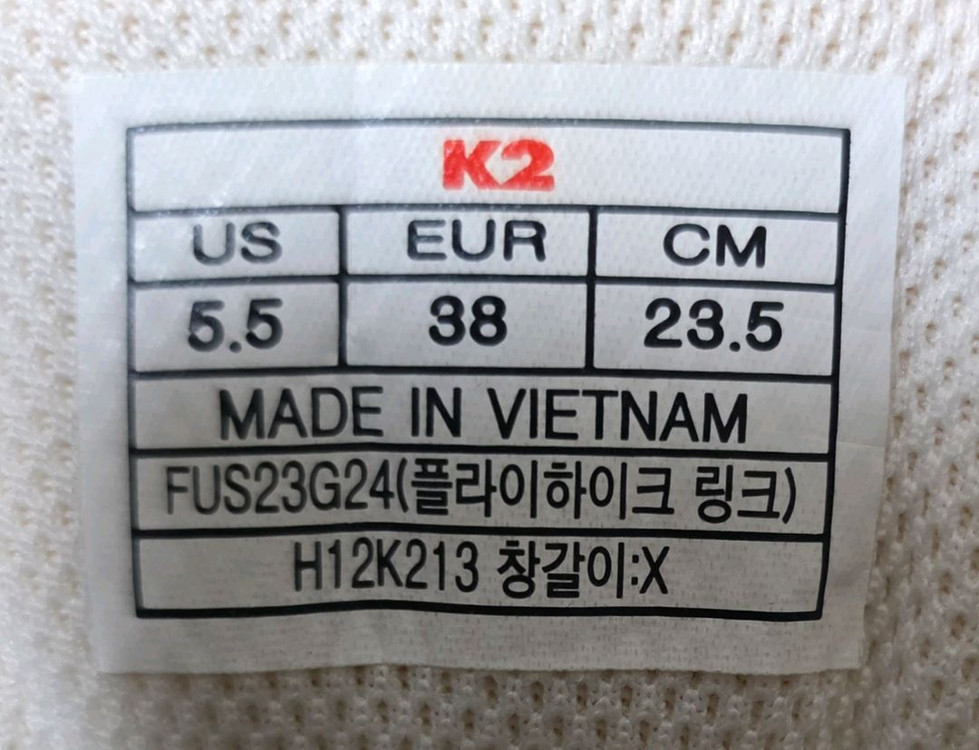 K2
US EUR CM
5.5 38 23.5
MADE IN VIETNAM
FUS23G24(플라이하이크 링크)
H12K213 창갈이:X